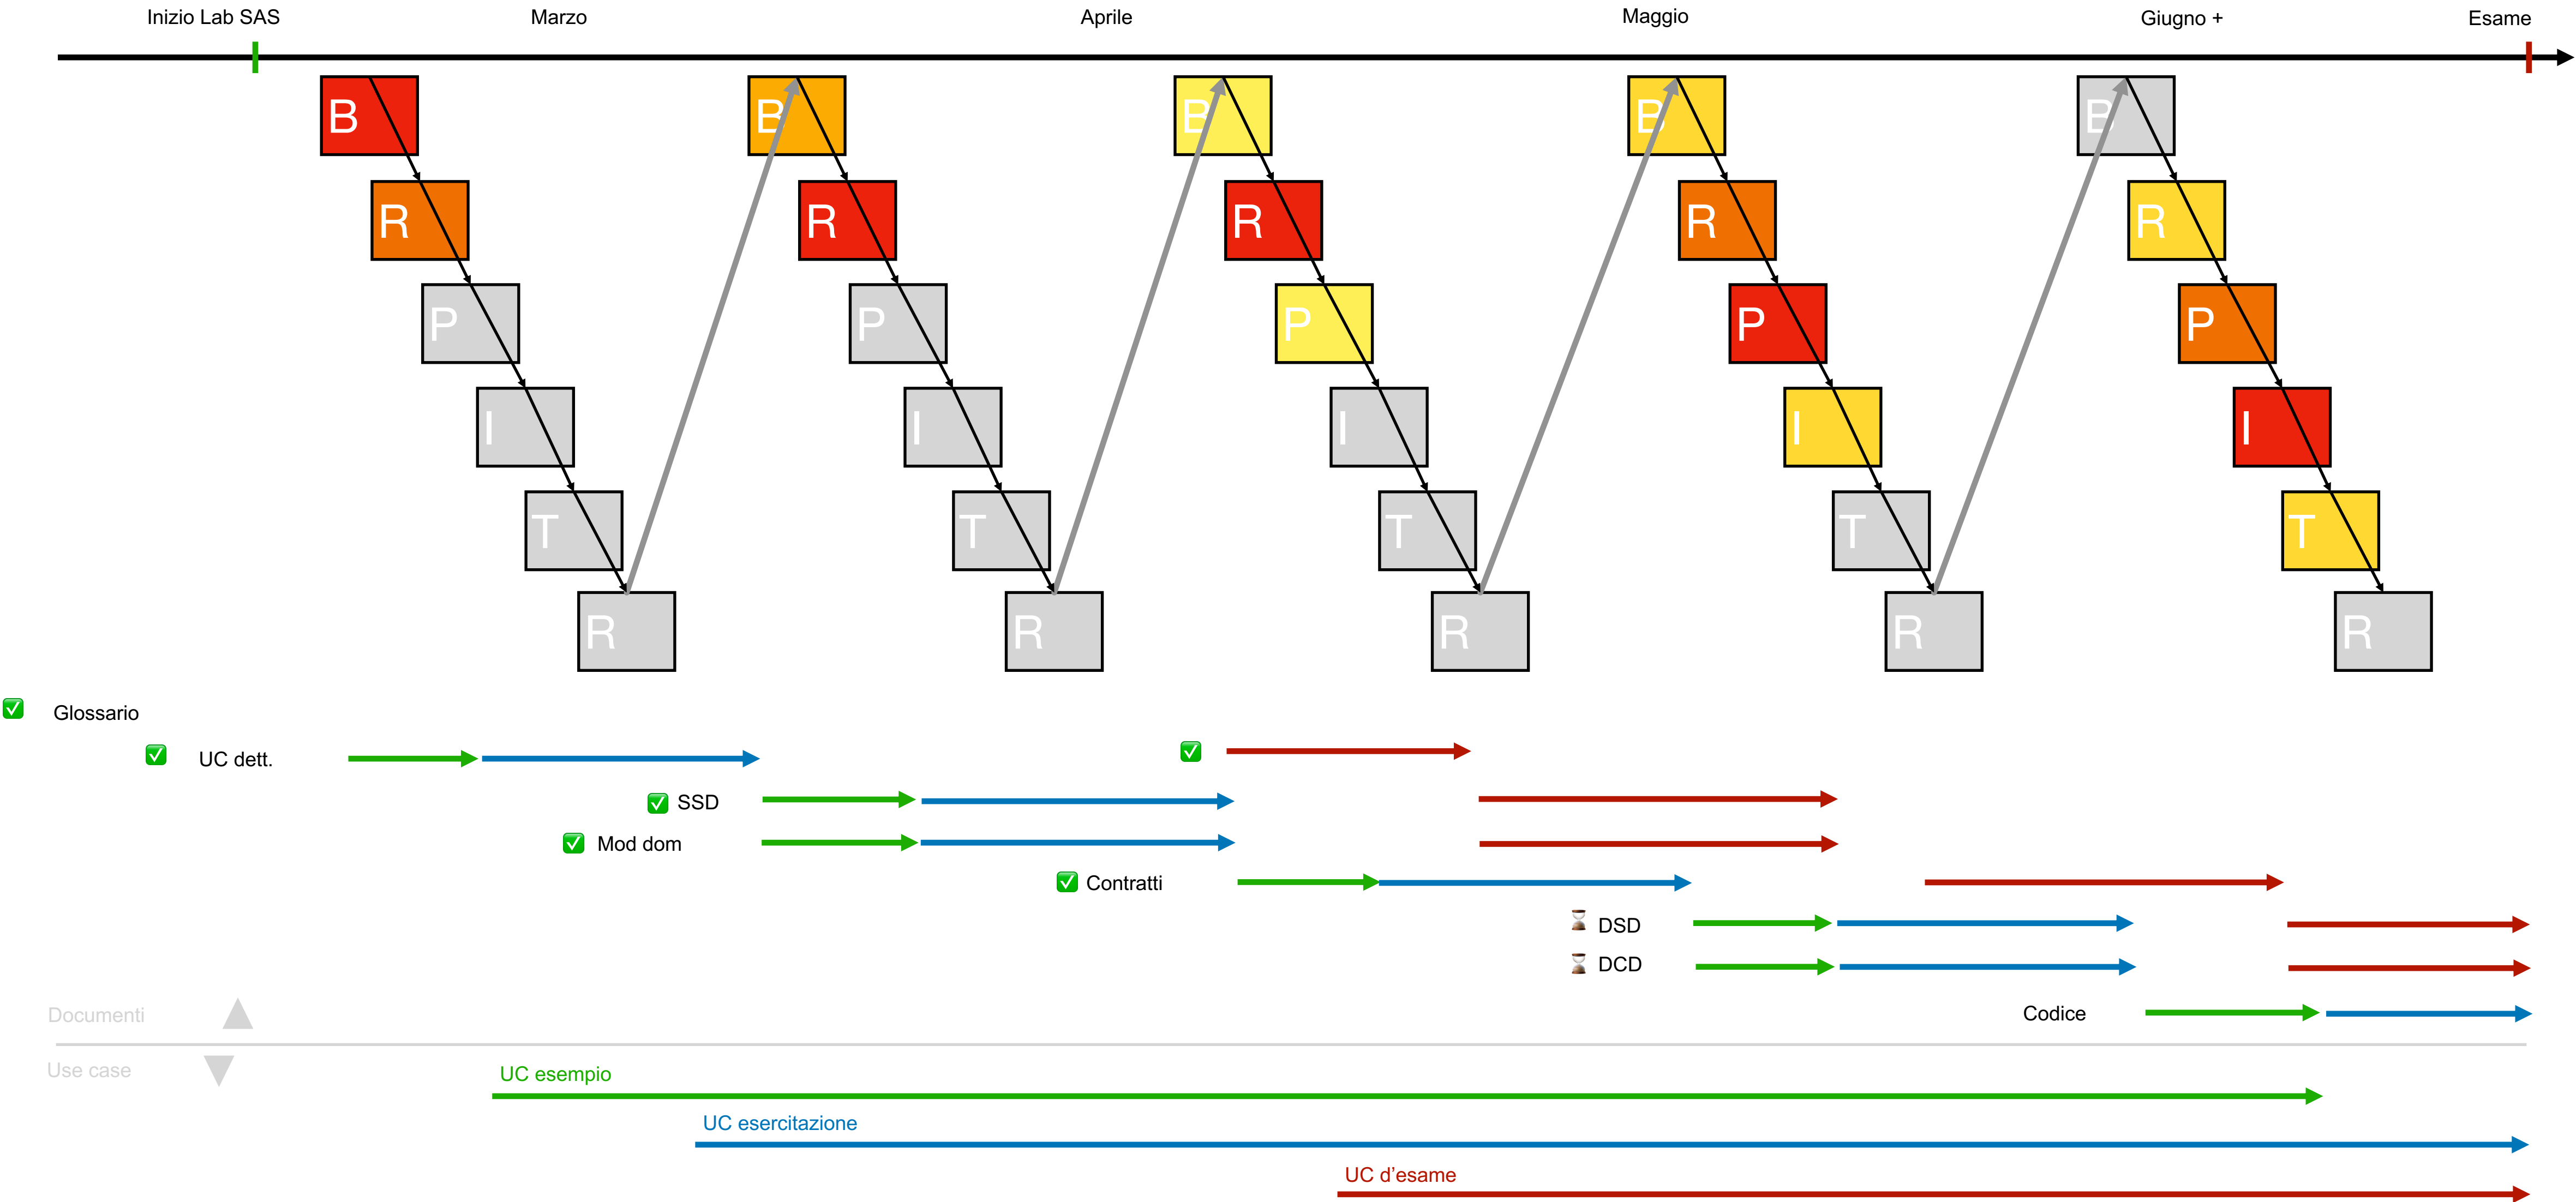 Inizio Lab SAS
Marzo
Aprile
Maggio
Giugno +
Esame
B
B
B
B
B
R
R
R
R
R
P
P
P
P
P
I
I
I
I
I
T
T
T
T
T
R
R
R
R
R
Glossario
UC dett.
SSD
Mod dom
Contratti
DSD
DCD
Documenti
Codice
Use case
UC esempio
UC esercitazione
UC d’esame